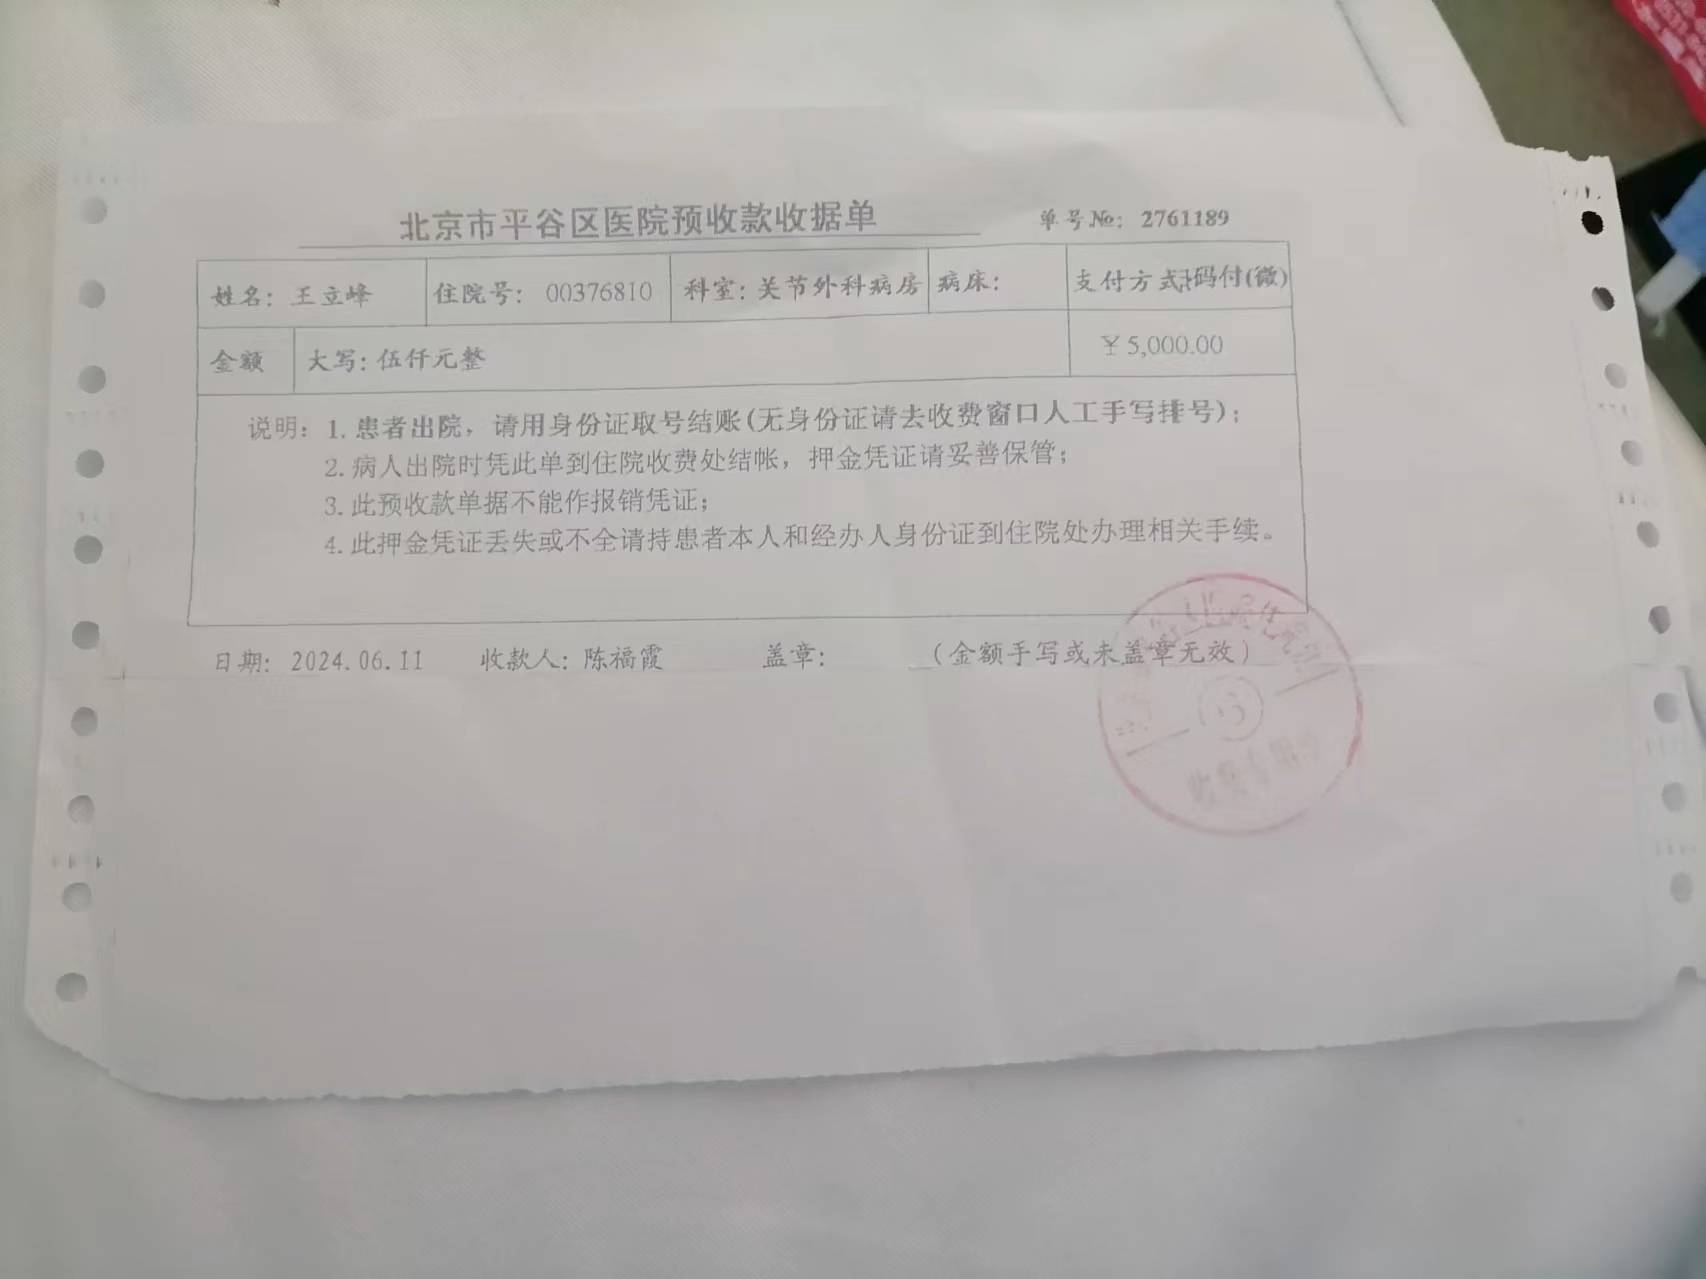 北京市平谷区医院预收款收据单
单号№: 2761189
姓名: 王立峰 住院号: 00376810 科室: 关节外科病房 病床: 支付方式 码付(微)
金额 大写: 伍仟元整 ￥5,000.00
说明: 1. 患者出院，请用身份证取号结账(无身份证请去收费窗口人工手写排号)；
2. 病人出院时凭此单到住院收费处结帐，押金凭证请妥善保管；
3. 此预收款单据不能作报销凭证；
4. 此押金凭证丢失或不全请持患者本人和经办人身份证到住院处办理相关手续。
日期: 2024.06.11 收款人: 陈福霞 盖章: (金额手写或未盖章无效)